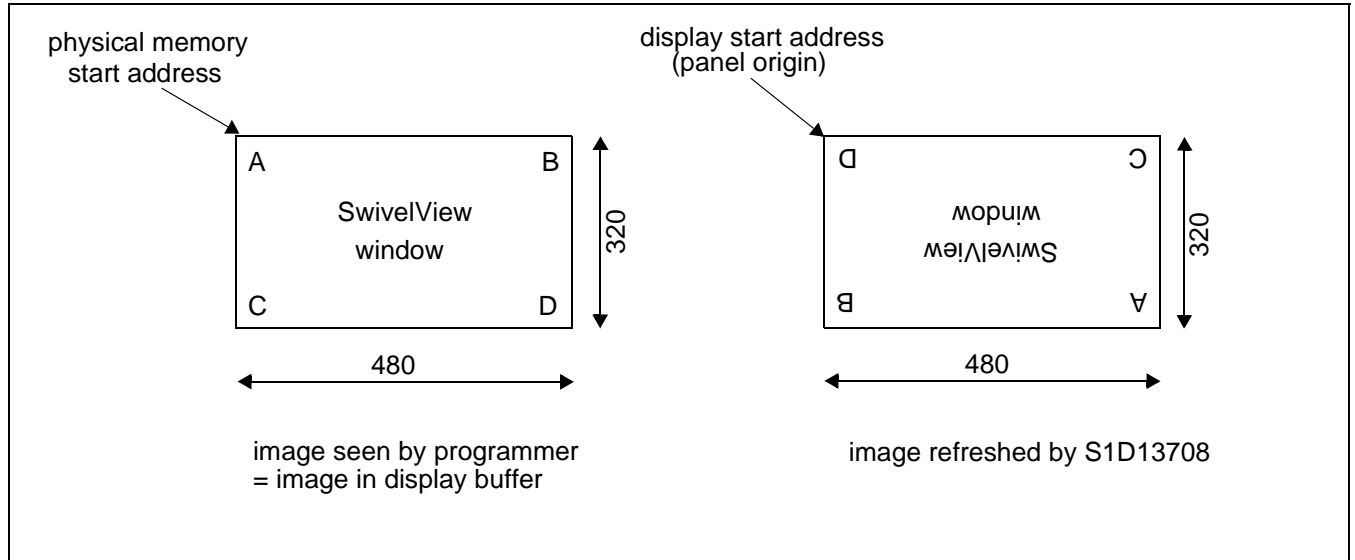 physical memory
start address
A
B
SwivelView
window
C
D
320
480
image seen by programmer
= image in display buffer
display start address
(panel origin)
D
C
window
SwivelView
B
A
320
480
image refreshed by S1D13708